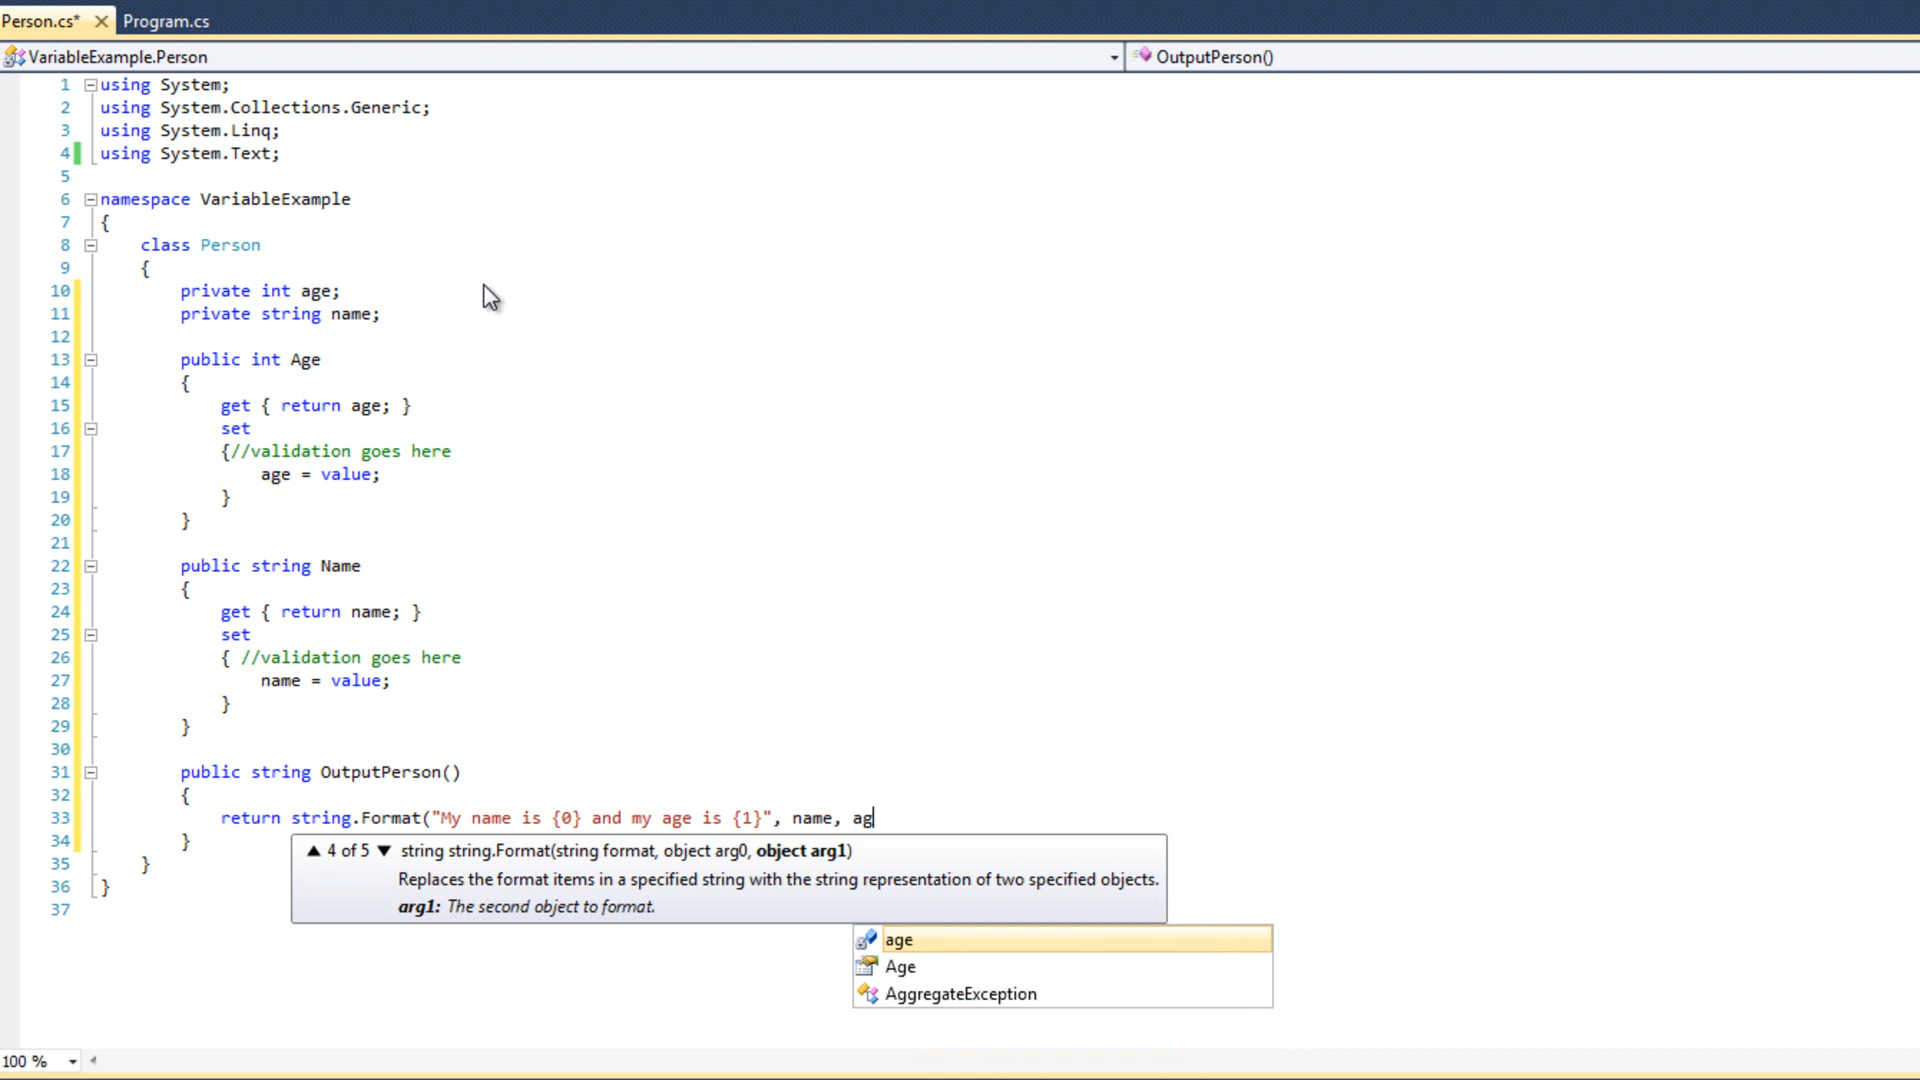 Person.cs* Program.cs
VariableExample.Person OutputPerson()
1 using System;
2 using System.Collections.Generic;
3 using System.Linq;
4 using System.Text;
5
6 namespace VariableExample
7 {
8 class Person
9 {
10 private int age;
11 private string name;
12
13 public int Age
14 {
15 get { return age; }
16 set
17 {//validation goes here
18 age = value;
19 }
20 }
21
22 public string Name
23 {
24 get { return name; }
25 set
26 { //validation goes here
27 name = value;
28 }
29 }
30
31 public string OutputPerson()
32 {
33 return string.Format("My name is {0} and my age is {1}", name, ag
34 }
35 }
36 }
37
▲ 4 of 5 ▼ string string.Format(string format, object arg0, object arg1)
Replaces the format items in a specified string with the string representation of two specified objects.
arg1: The second object to format.
age
Age
AggregateException
100 %